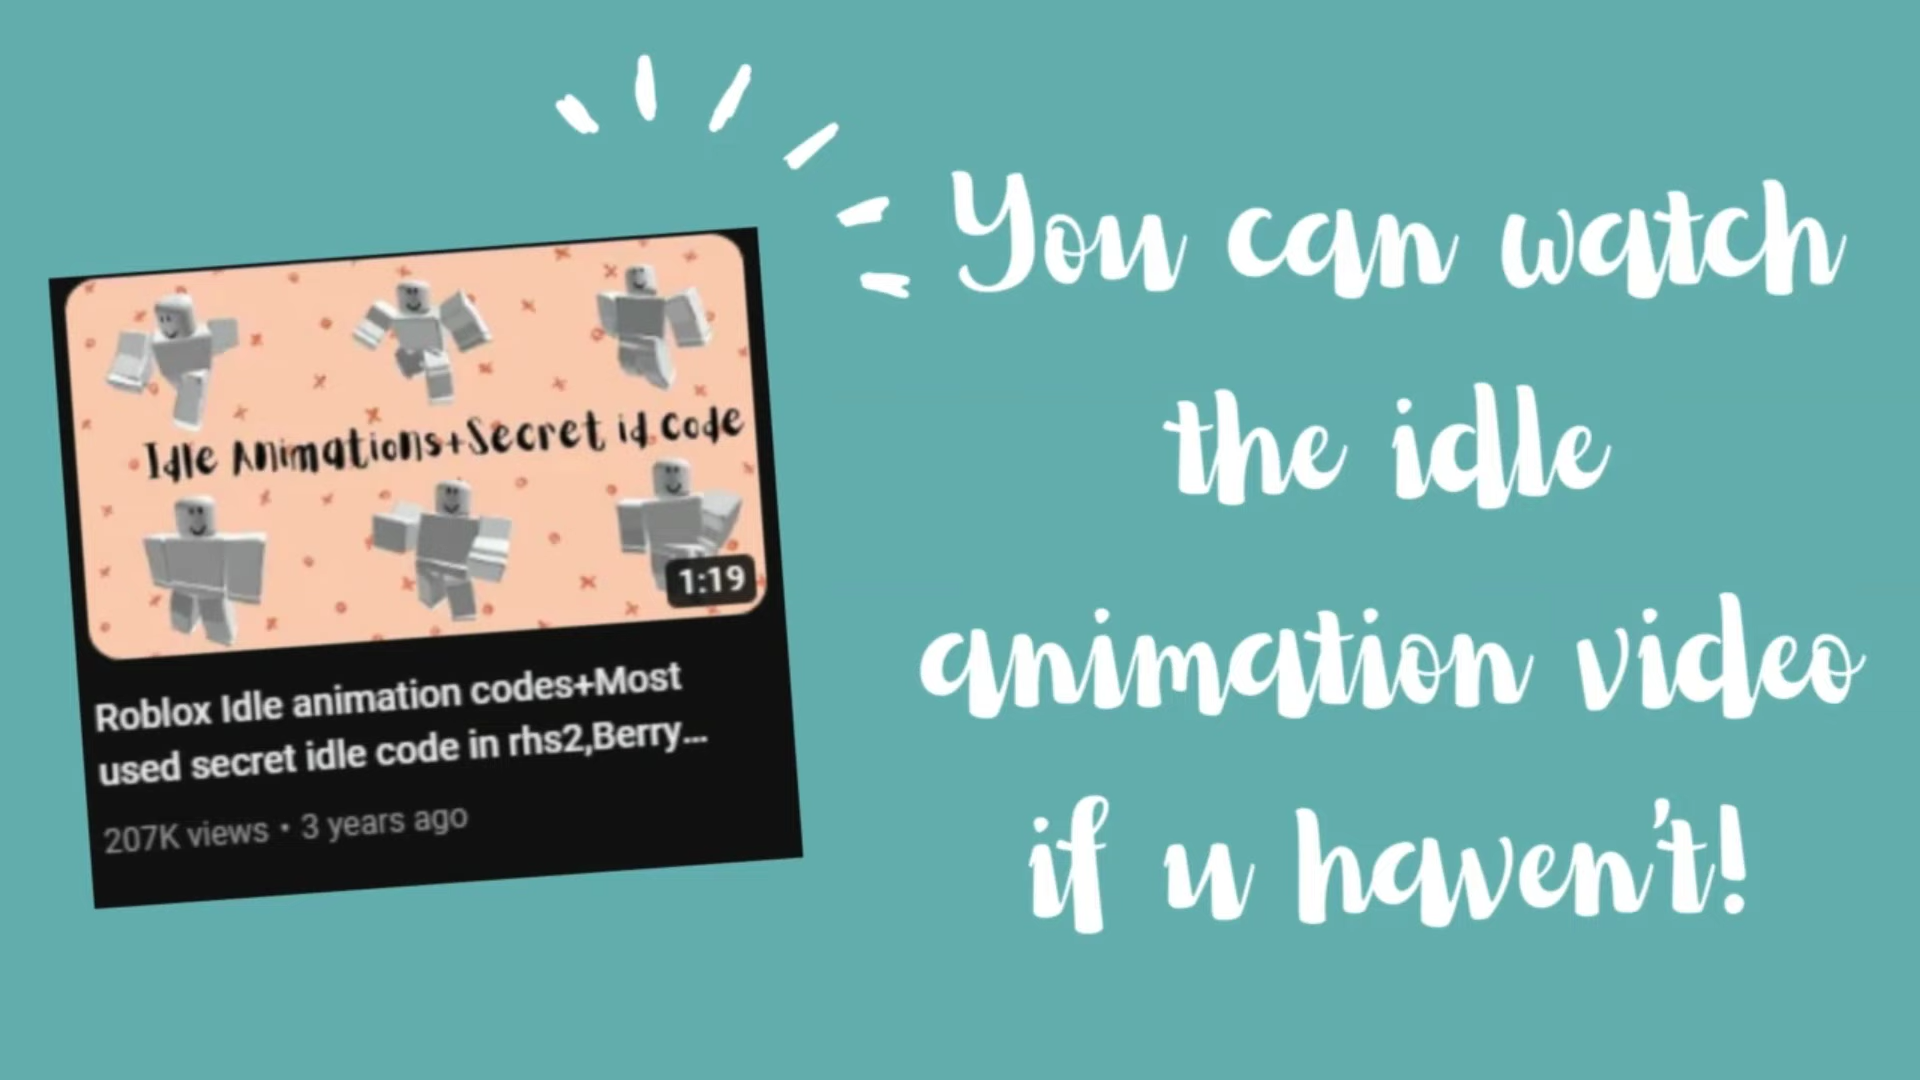 Idle Animations+Secret id code
1:19
Roblox Idle animation codes+Most
used secret idle code in rhs2,Berry...
207K views • 3 years ago
You can watch
the idle
animation video
if u haven't!